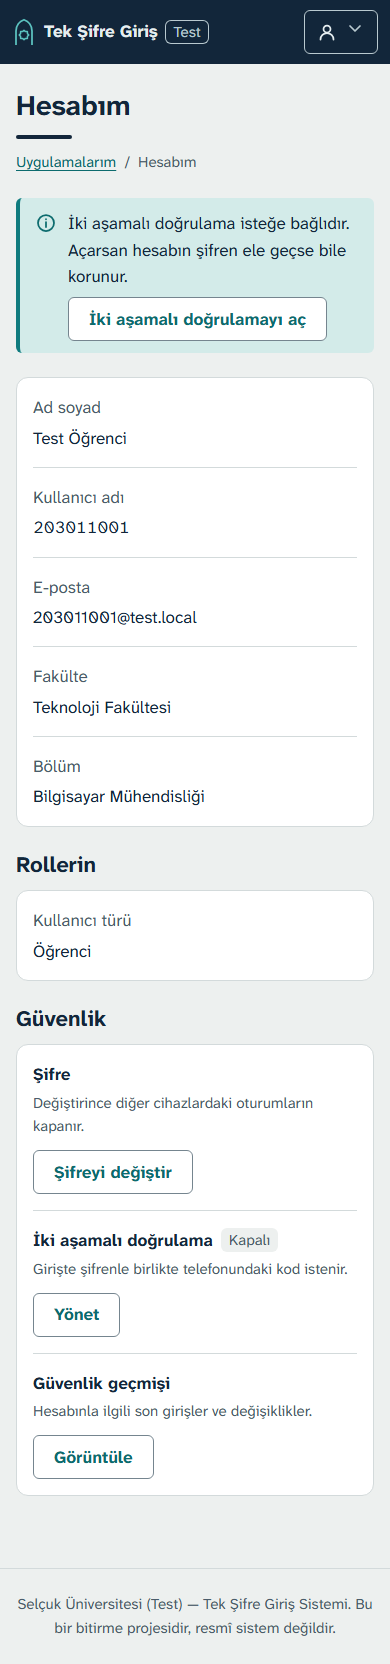 Tek Şifre Giriş Test
Hesabım
Uygulamalarım / Hesabım
İki aşamalı doğrulama isteğe bağlıdır.
Açarsan hesabın şifren ele geçse bile
korunur.
İki aşamalı doğrulamayı aç
Ad soyad
Test Öğrenci
Kullanıcı adı
203011001
E-posta
203011001@test.local
Fakülte
Teknoloji Fakültesi
Bölüm
Bilgisayar Mühendisliği
Rollerin
Kullanıcı türü
Öğrenci
Güvenlik
Şifre
Değiştirince diğer cihazlardaki oturumların
kapanır.
Şifreyi değiştir
İki aşamalı doğrulama Kapalı
Girişte şifrenle birlikte telefonundaki kod istenir.
Yönet
Güvenlik geçmişi
Hesabınla ilgili son girişler ve değişiklikler.
Görüntüle
Selçuk Üniversitesi (Test) — Tek Şifre Giriş Sistemi. Bu
bir bitirme projesidir, resmî sistem değildir.